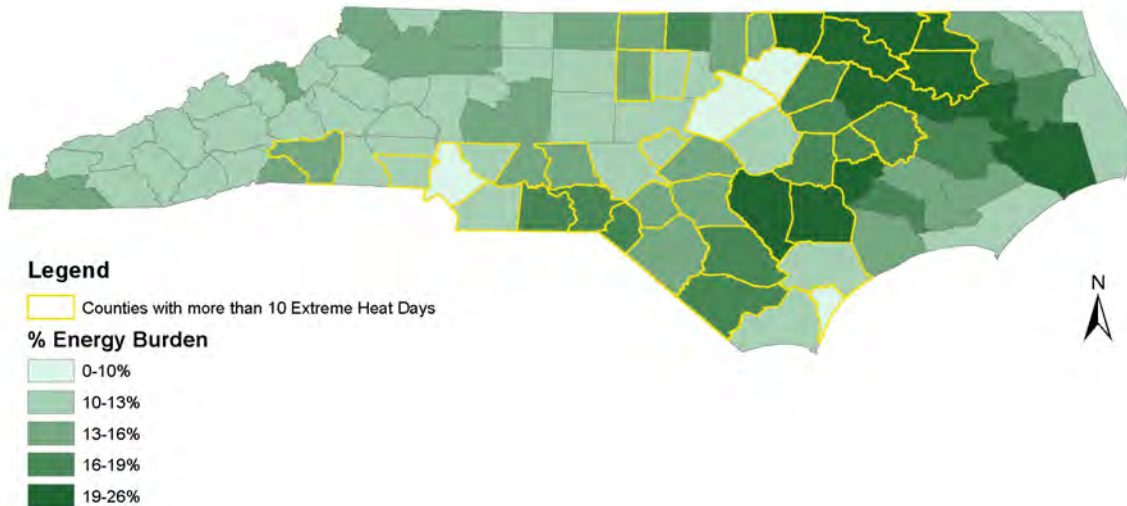 Legend
Counties with more than 10 Extreme Heat Days
N
% Energy Burden
0-10%
10-13%
13-16%
16-19%
19-26%